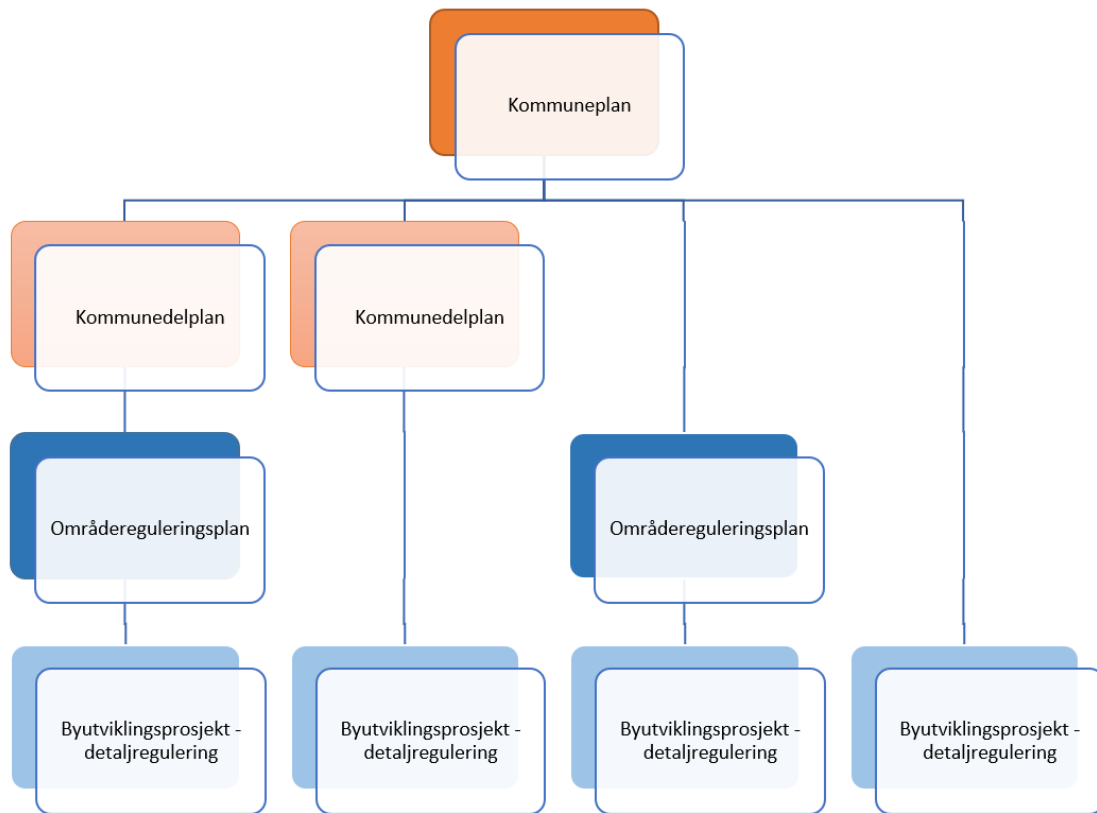 Kommuneplan
Kommunedelplan
Kommunedelplan
Områdereguleringsplan
Områdereguleringsplan
Byutviklingsprosjekt -
detaljregulering
Byutviklingsprosjekt -
detaljregulering
Byutviklingsprosjekt -
detaljregulering
Byutviklingsprosjekt -
detaljregulering